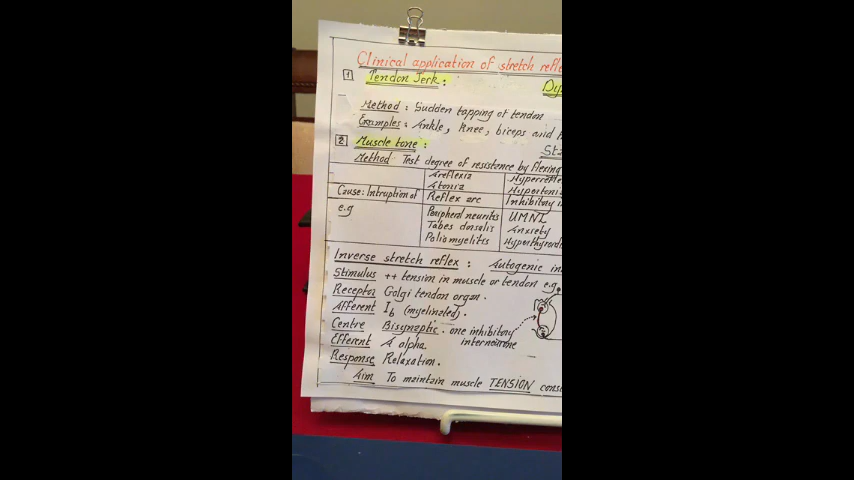 Clinical application of stretch refle
1 Tendon Jerk : Dy
Method : Sudden tapping of tendon
Examples : Ankle, knee, biceps and
2 Muscle tone : Sta
Method Test degree of resistance by flexing
Areflexia Hyperrefle
Atonia Hypertoni
Cause: Intruption of Reflex arc Inhibitory i
e.g Peripheral neuritis UMNL
Tabes dorsalis Anxiety
Poliomyelitis Hyperthyroidi
Inverse stretch reflex : Autogenic in
Stimulus ++ tension in muscle or tendon e.g
Receptor Golgi tendon organ.
Afferent Ib (myelinated).
Centre Bisynaptic. one inhibitory
interneurone
Efferent A alpha.
Response Relaxation.
Aim To maintain muscle TENSION cons